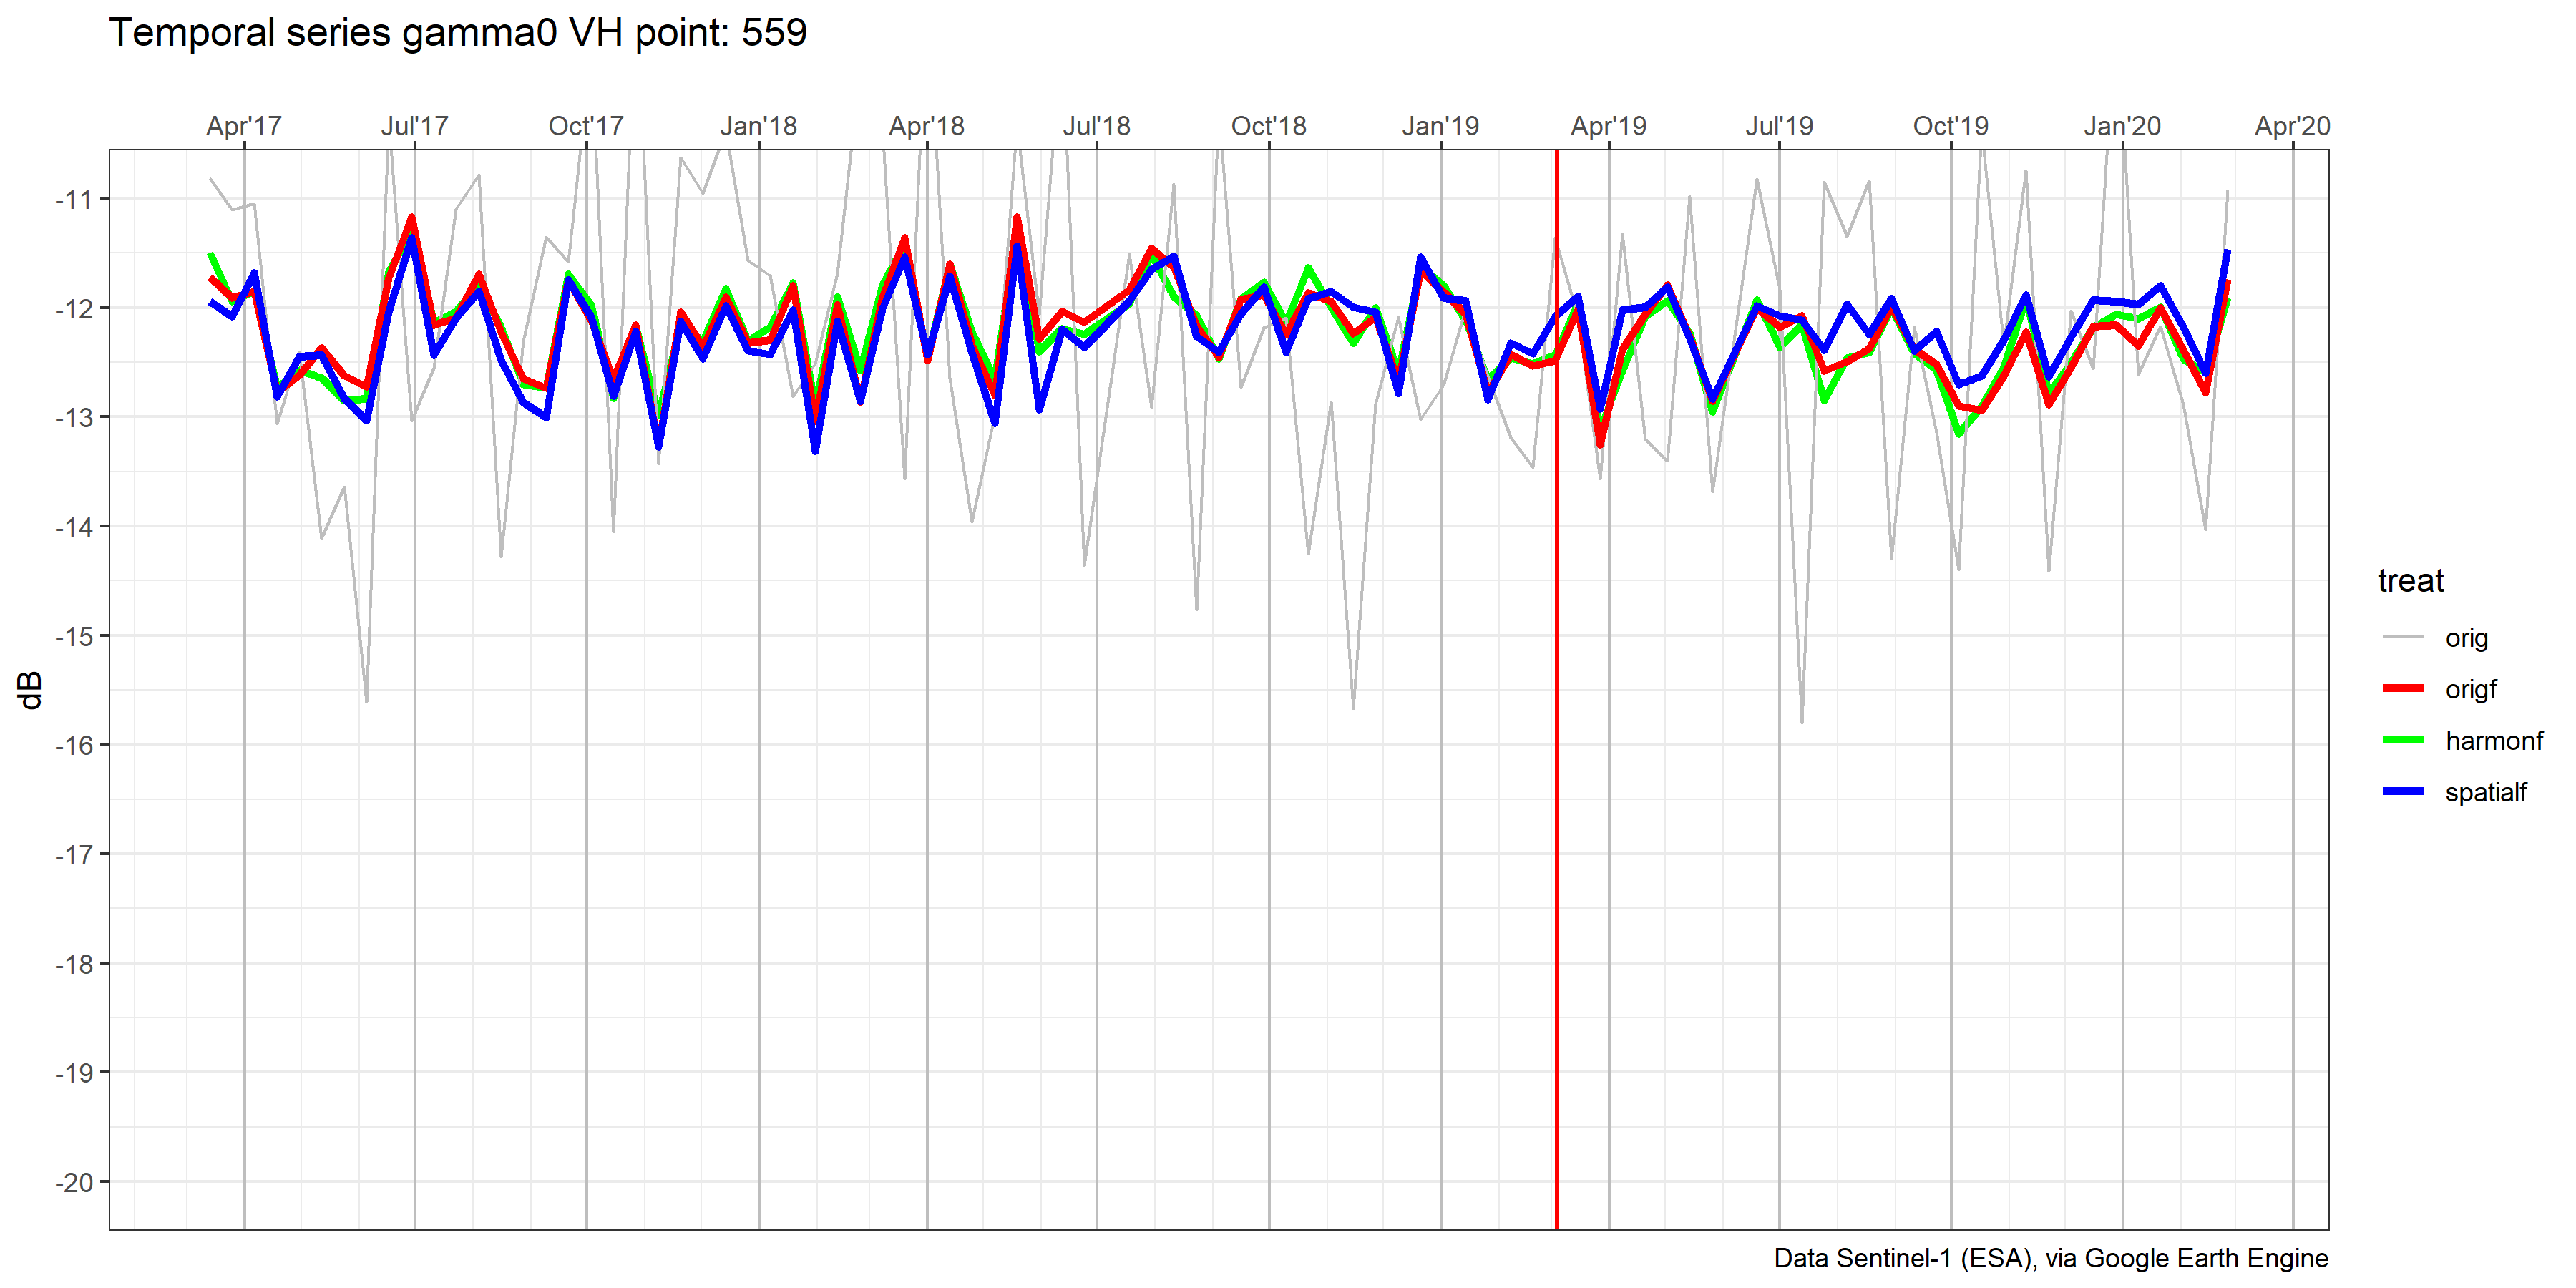 Temporal series gamma0 VH point: 559
Apr'17 Jul'17 Oct'17 Jan'18 Apr'18 Jul'18 Oct'18 Jan'19 Apr'19 Jul'19 Oct'19 Jan'20 Apr'20
-11
-12
-13
-14
-15
-16
-17
-18
-19
-20
dB
treat
orig
origf
harmonf
spatialf
Data Sentinel-1 (ESA), via Google Earth Engine